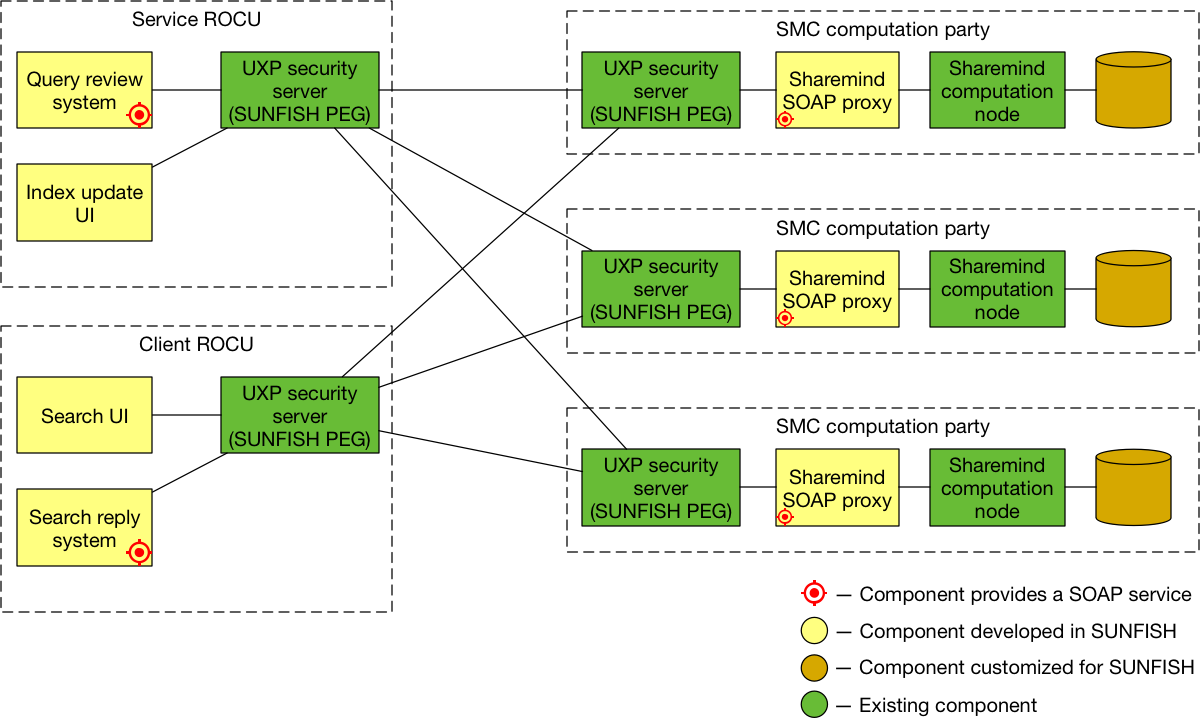 Service ROCU
Query review
system
UXP security
server
(SUNFISH PEG)
Index update
UI
Client ROCU
Search UI
UXP security
server
(SUNFISH PEG)
Search reply
system
SMC computation party
UXP security
server
(SUNFISH PEG)
Sharemind
SOAP proxy
Sharemind
computation
node
SMC computation party
UXP security
server
(SUNFISH PEG)
Sharemind
SOAP proxy
Sharemind
computation
node
SMC computation party
UXP security
server
(SUNFISH PEG)
Sharemind
SOAP proxy
Sharemind
computation
node
— Component provides a SOAP service
— Component developed in SUNFISH
— Component customized for SUNFISH
— Existing component